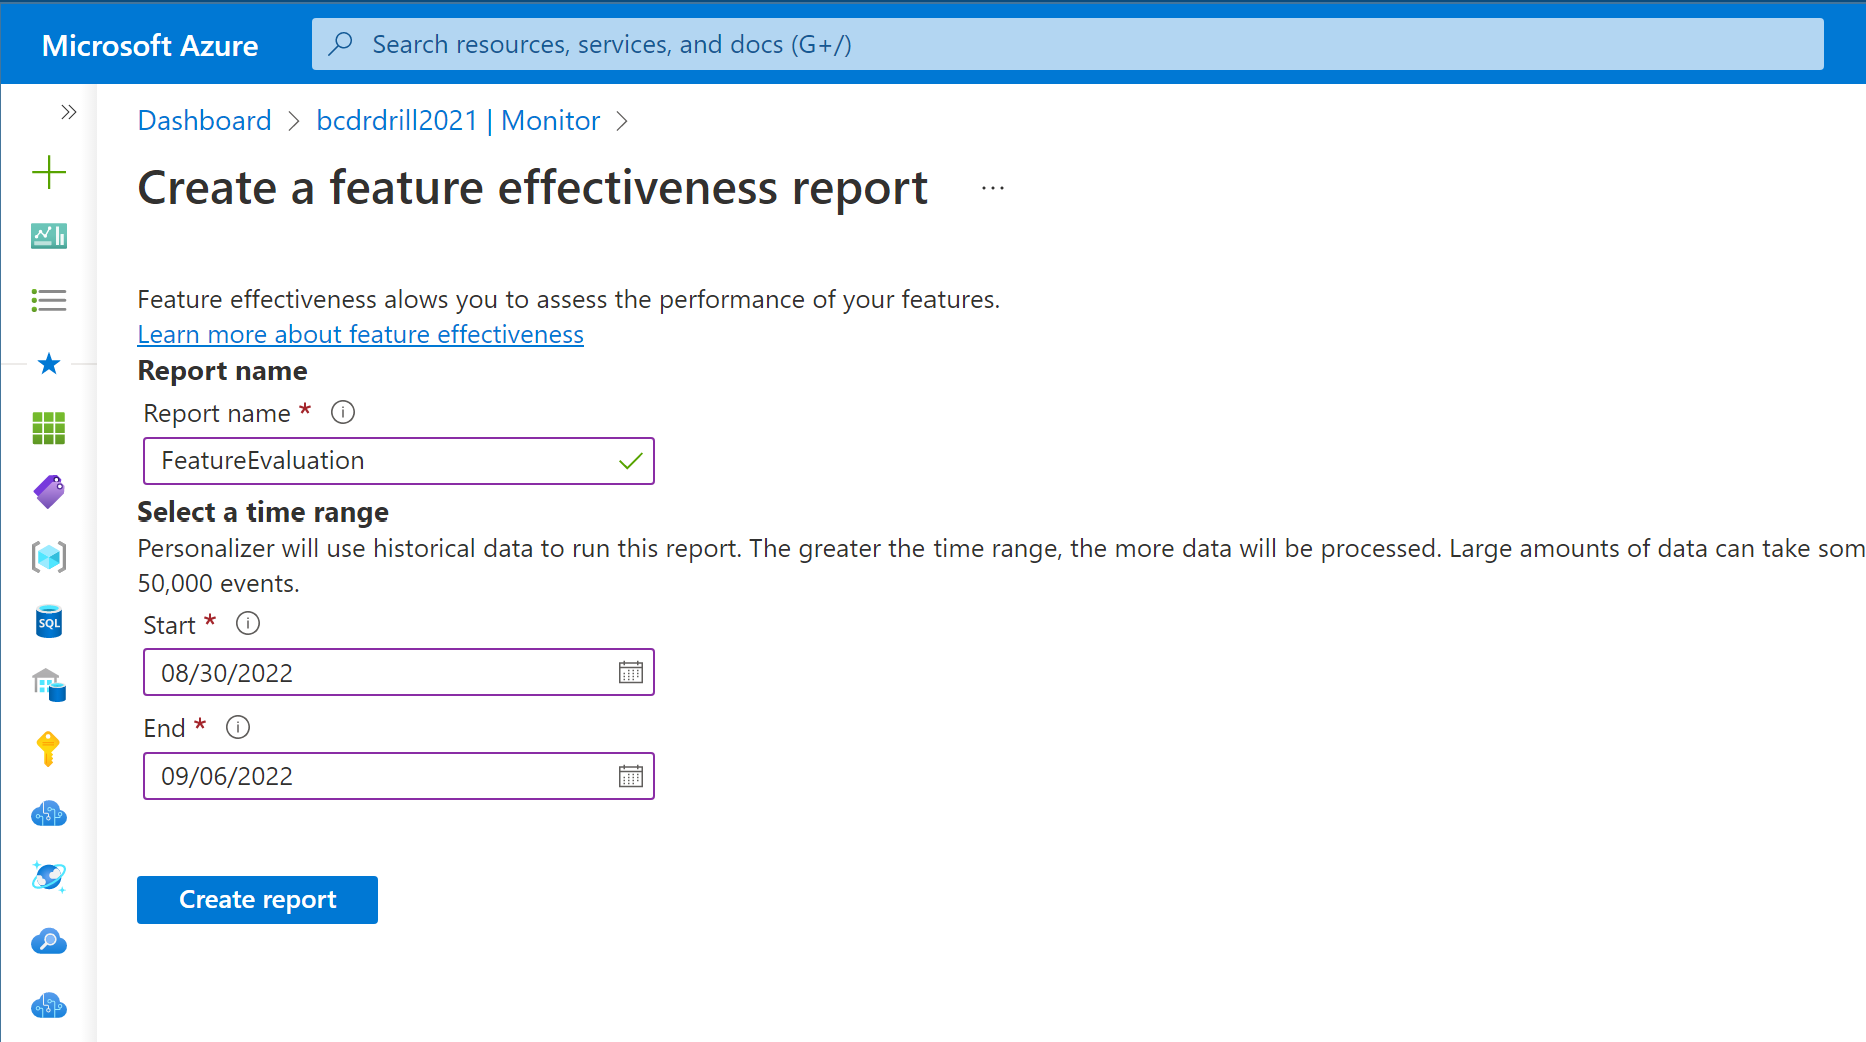 Microsoft Azure
Search resources, services, and docs (G+/)
Dashboard > bcdrdrill2021 | Monitor >
Create a feature effectiveness report ...
Feature effectiveness alows you to assess the performance of your features.
Learn more about feature effectiveness
Report name
Report name *
FeatureEvaluation
Select a time range
Personalizer will use historical data to run this report. The greater the time range, the more data will be processed. Large amounts of data can take som
50,000 events.
Start *
08/30/2022
End *
09/06/2022
Create report
SQL